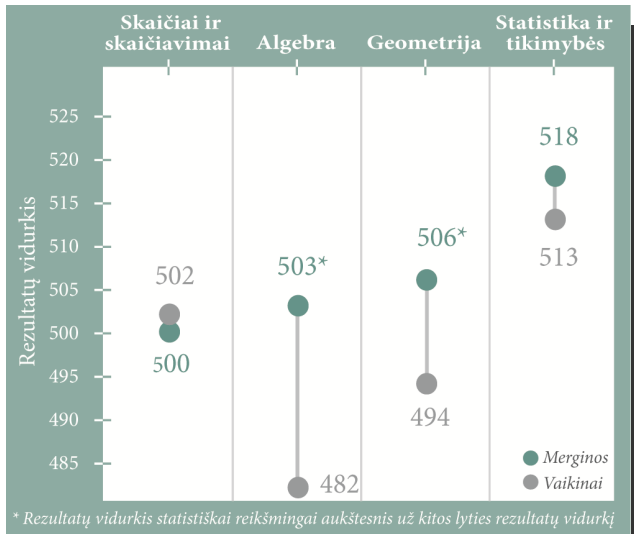 Skaičiai ir
skaičiavimai
Algebra
Geometrija
Statistika ir
tikimybės
Rezultatų vidurkis
525
520
515
510
505
500
495
490
485
502
500
503*
482
506*
494
518
513
Merginos
Vaikinai
* Rezultatų vidurkis statistiškai reikšmingai aukštesnis už kitos lyties rezultatų vidurkį